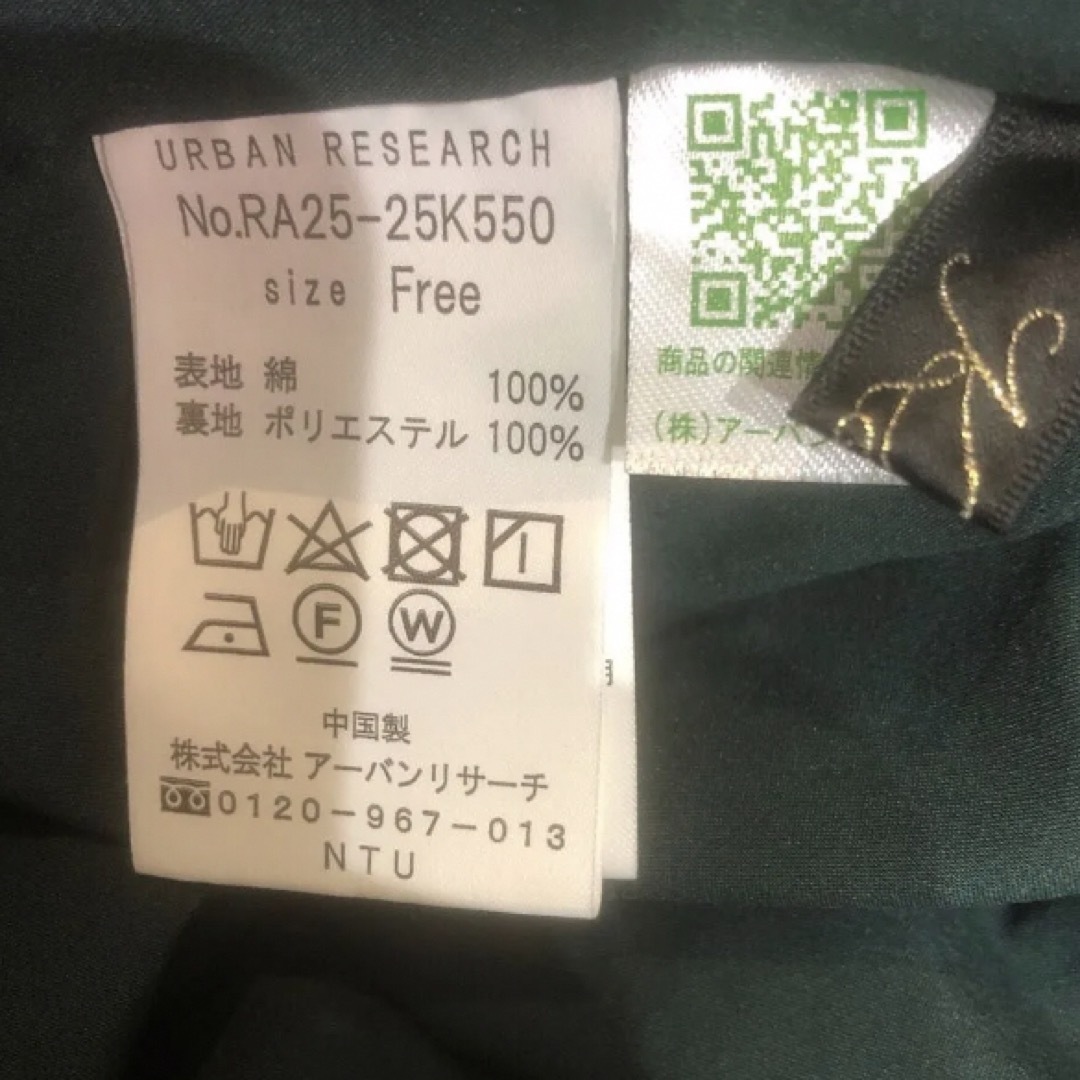 URBAN RESEARCH
No.RA25-25K550
size Free
表地 綿 100%
裏地 ポリエステル 100%
F W
中国製
株式会社 アーバンリサーチ
0120-967-013
NTU
商品の関連情
(株)アーバン